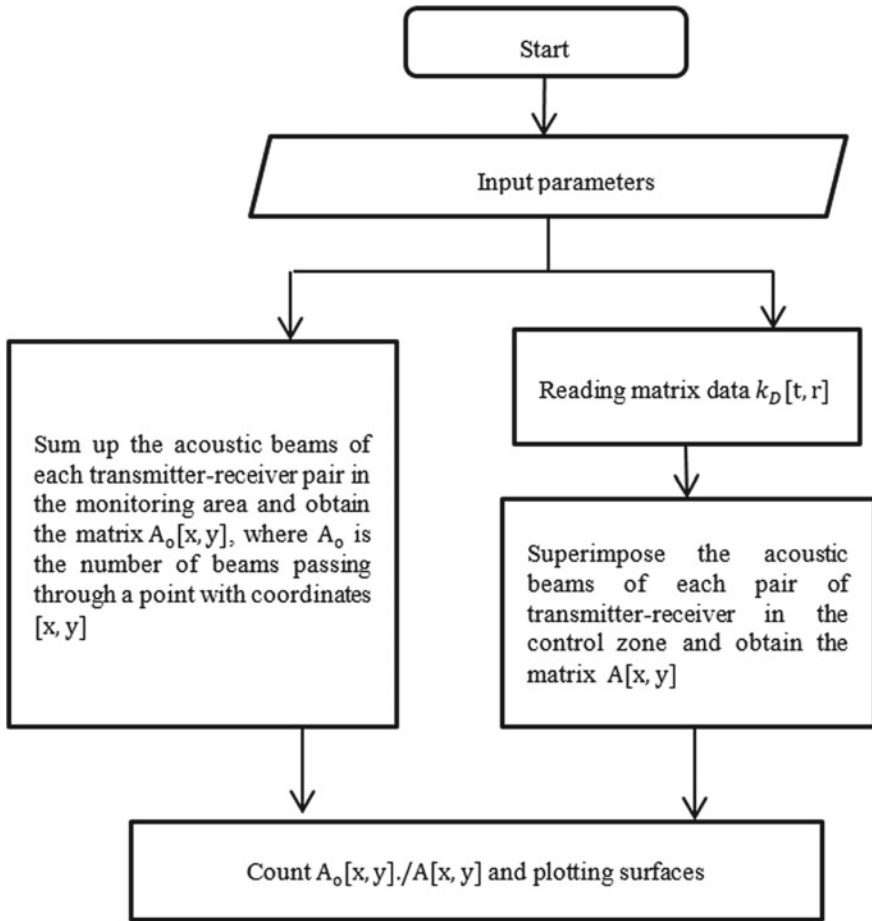 Start
Input parameters
Sum up the acoustic beams of
each transmitter-receiver pair in
the monitoring area and obtain
the matrix Aₒ[x, y], where Aₒ is
the number of beams passing
through a point with coordinates
[x, y]
Reading matrix data k_D[t, r]
Superimpose the acoustic
beams of each pair of
transmitter-receiver in the
control zone and obtain the
matrix A[x, y]
Count Aₒ[x, y]./A[x, y] and plotting surfaces